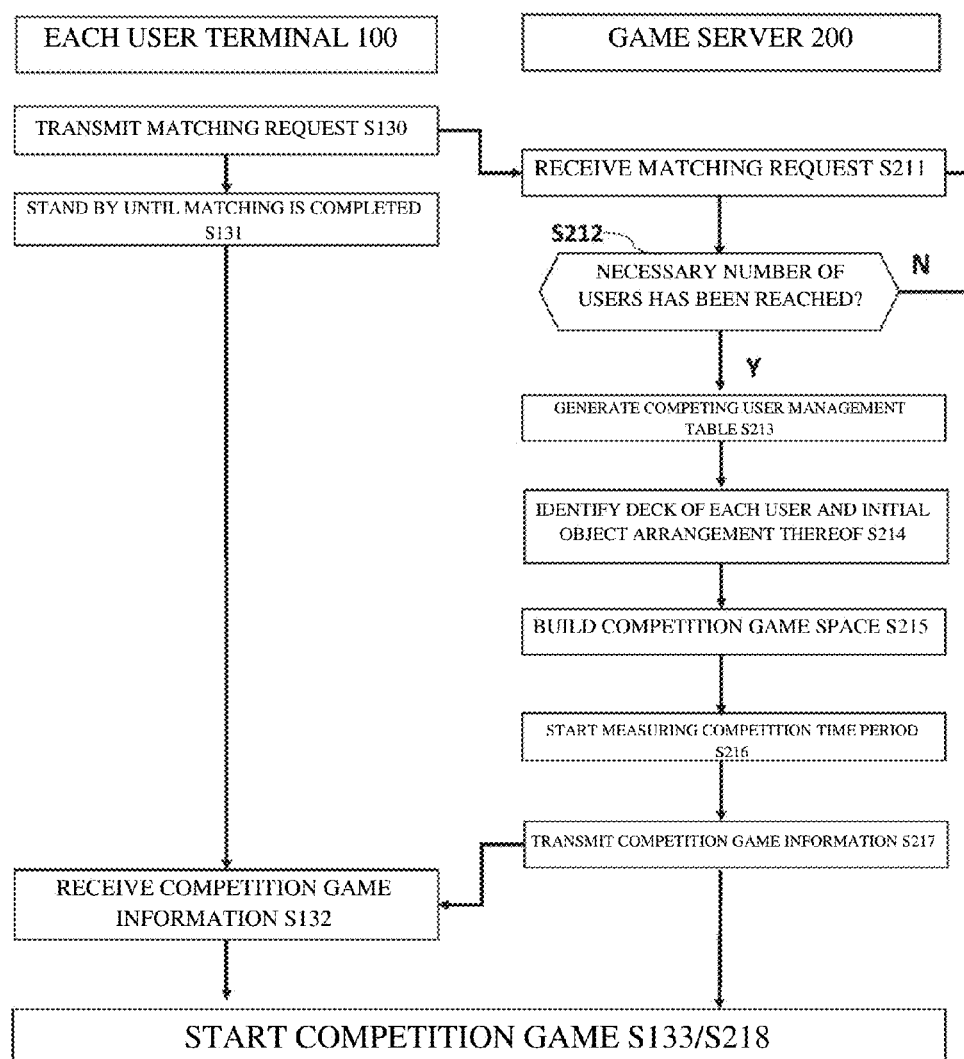 EACH USER TERMINAL 100
GAME SERVER 200
TRANSMIT MATCHING REQUEST S130
RECEIVE MATCHING REQUEST S211
STAND BY UNTIL MATCHING IS COMPLETED
S131
S212
NECESSARY NUMBER OF
USERS HAS BEEN REACHED?
N
Y
GENERATE COMPETING USER MANAGEMENT
TABLE S213
IDENTIFY DECK OF EACH USER AND INITIAL
OBJECT ARRANGEMENT THEREOF S214
BUILD COMPETITION GAME SPACE S215
START MEASURING COMPETITION TIME PERIOD
S216
TRANSMIT COMPETITION GAME INFORMATION S217
RECEIVE COMPETITION GAME
INFORMATION S132
START COMPETITION GAME S133/S218